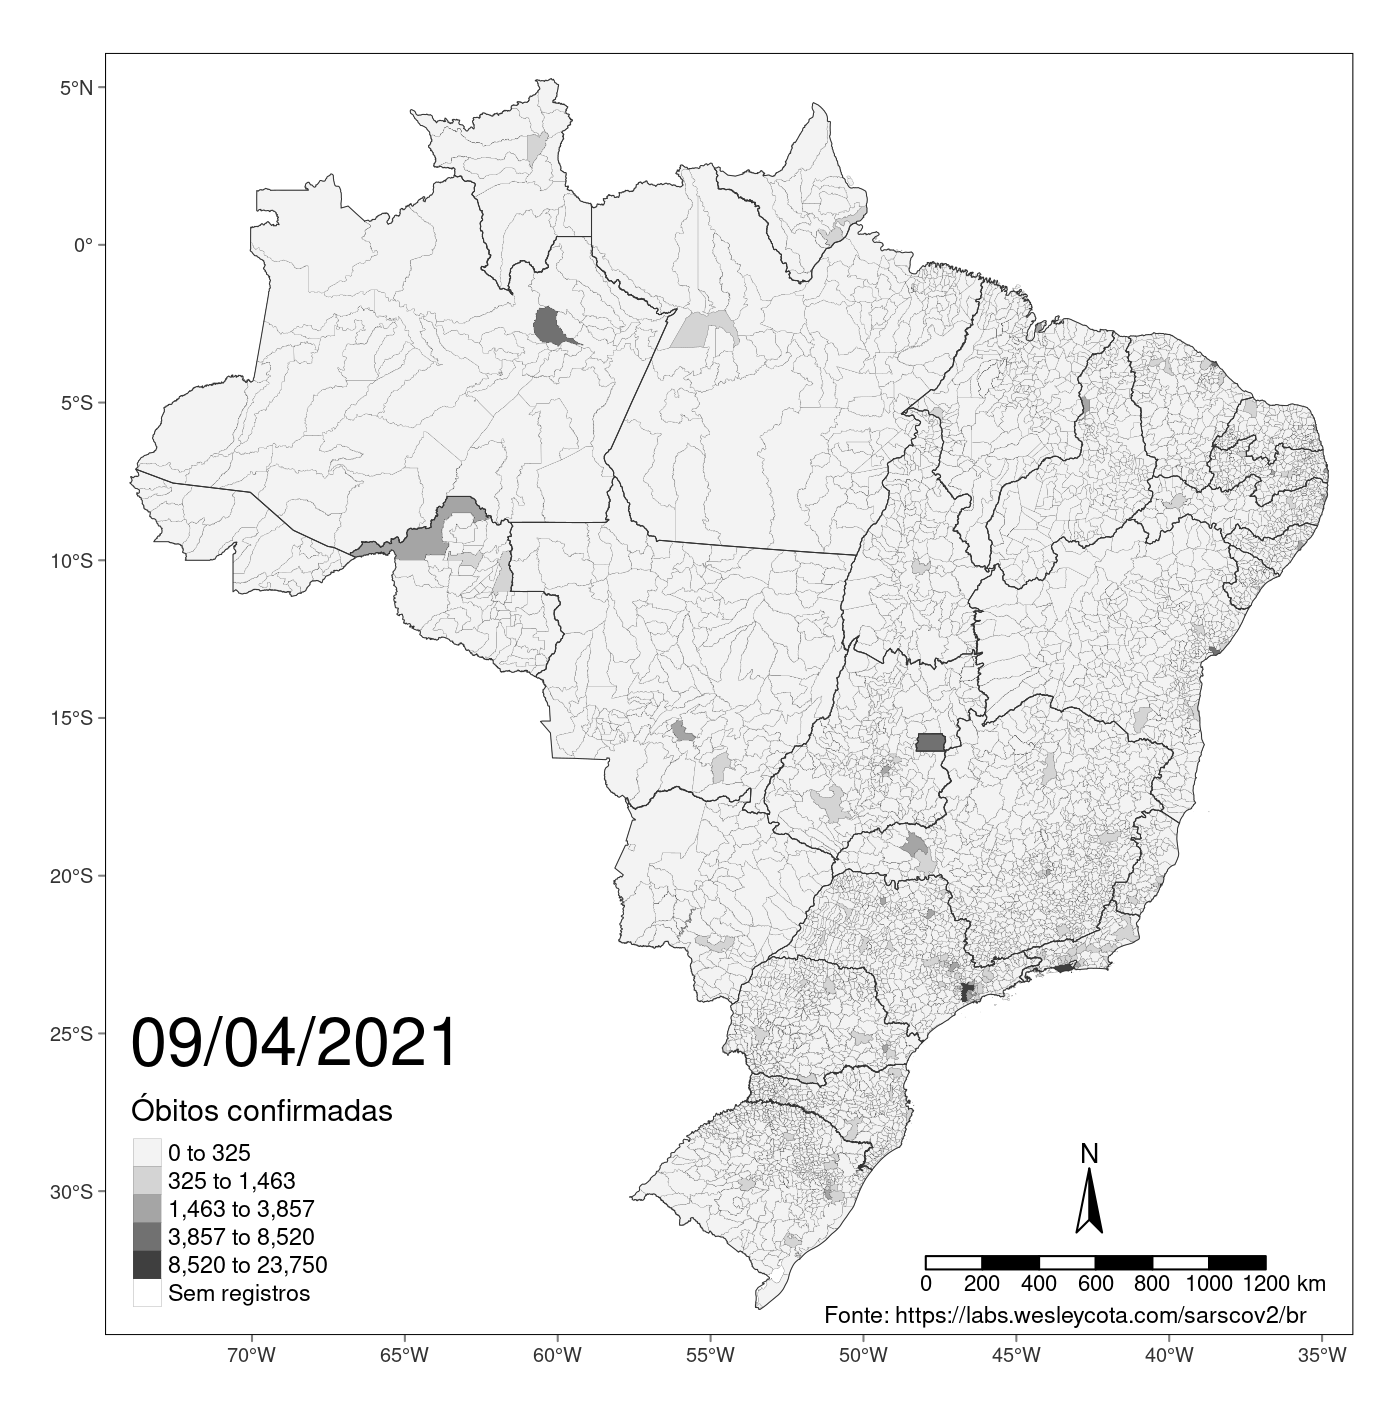 5°N
0°
5°S
10°S
15°S
20°S
25°S
30°S
09/04/2021
Óbitos confirmadas
0 to 325
325 to 1,463
1,463 to 3,857
3,857 to 8,520
8,520 to 23,750
Sem registros
N
0 200 400 600 800 1000 1200 km
Fonte: https://labs.wesleycota.com/sarscov2/br
70°W 65°W 60°W 55°W 50°W 45°W 40°W 35°W